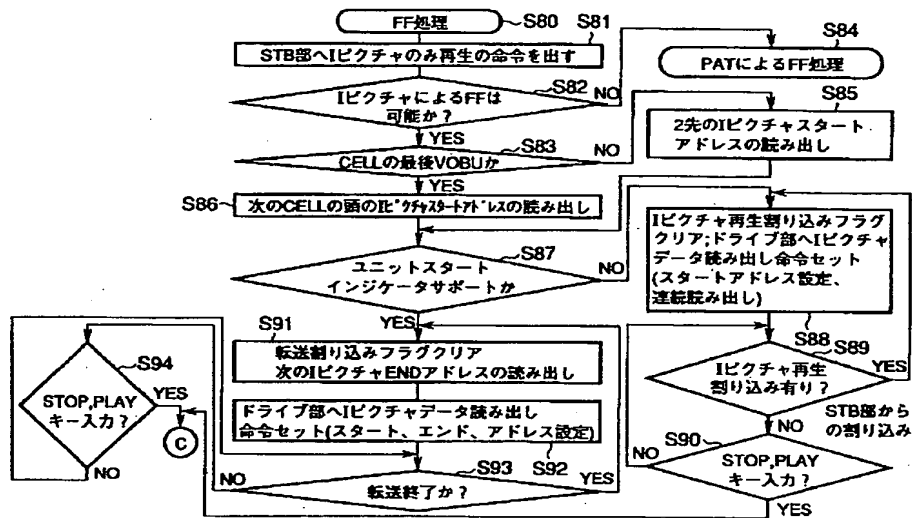 FF処理
S80
S81
STB部へIピクチャのみ再生の命令を出す
S82
IピクチャによるFFは
可能か?
NO
YES
S84
PATによるFF処理
S83
CELLの最後VOBUか
NO
YES
S85
2先のIピクチャスタート
アドレスの読み出し
S86
次のCELLの頭のIピクチャスタートアドレスの読み出し
S87
ユニットスタート
インジケータサポートか
NO
YES
Iピクチャ再生割り込みフラグ
クリア;ドライブ部へIピクチャ
データ読み出し命令セット
(スタートアドレス設定、
連続読み出し)
S88
S89
Iピクチャ再生
割り込み有り?
YES
NO
STB部から
の割り込み
S90
STOP,PLAY
キー入力?
NO
YES
S91
転送割り込みフラグクリア
次のIピクチャENDアドレスの読み出し
ドライブ部へIピクチャデータ読み出し
命令セット(スタート、エンド、アドレス設定)
S92
S93
転送終了か?
NO
YES
S94
STOP,PLAY
キー入力?
YES
NO
C